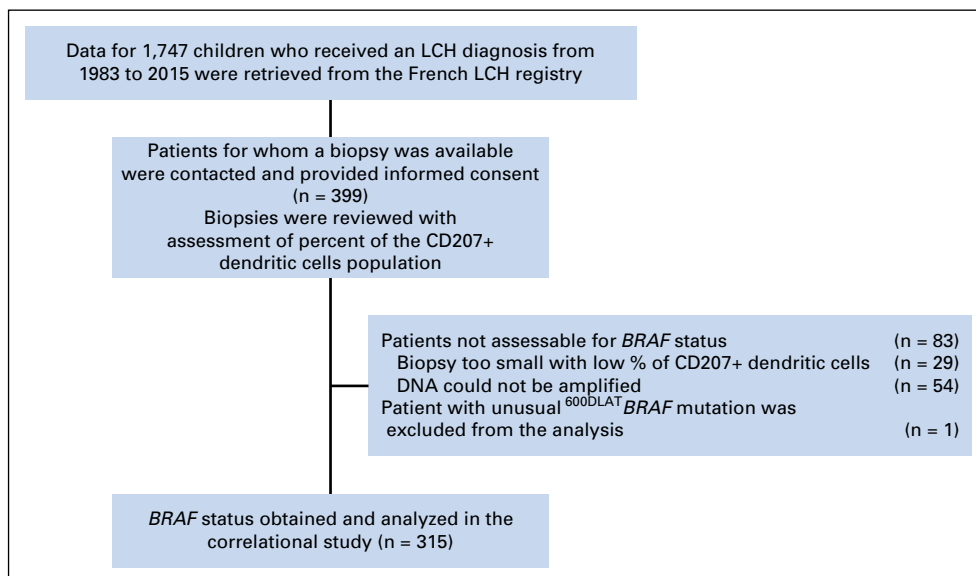 Data for 1,747 children who received an LCH diagnosis from
1983 to 2015 were retrieved from the French LCH registry
Patients for whom a biopsy was available
were contacted and provided informed consent
(n = 399)
Biopsies were reviewed with
assessment of percent of the CD207+
dendritic cells population
Patients not assessable for BRAF status (n = 83)
Biopsy too small with low % of CD207+ dendritic cells (n = 29)
DNA could not be amplified (n = 54)
Patient with unusual 600DLAT BRAF mutation was
excluded from the analysis (n = 1)
BRAF status obtained and analyzed in the
correlational study (n = 315)